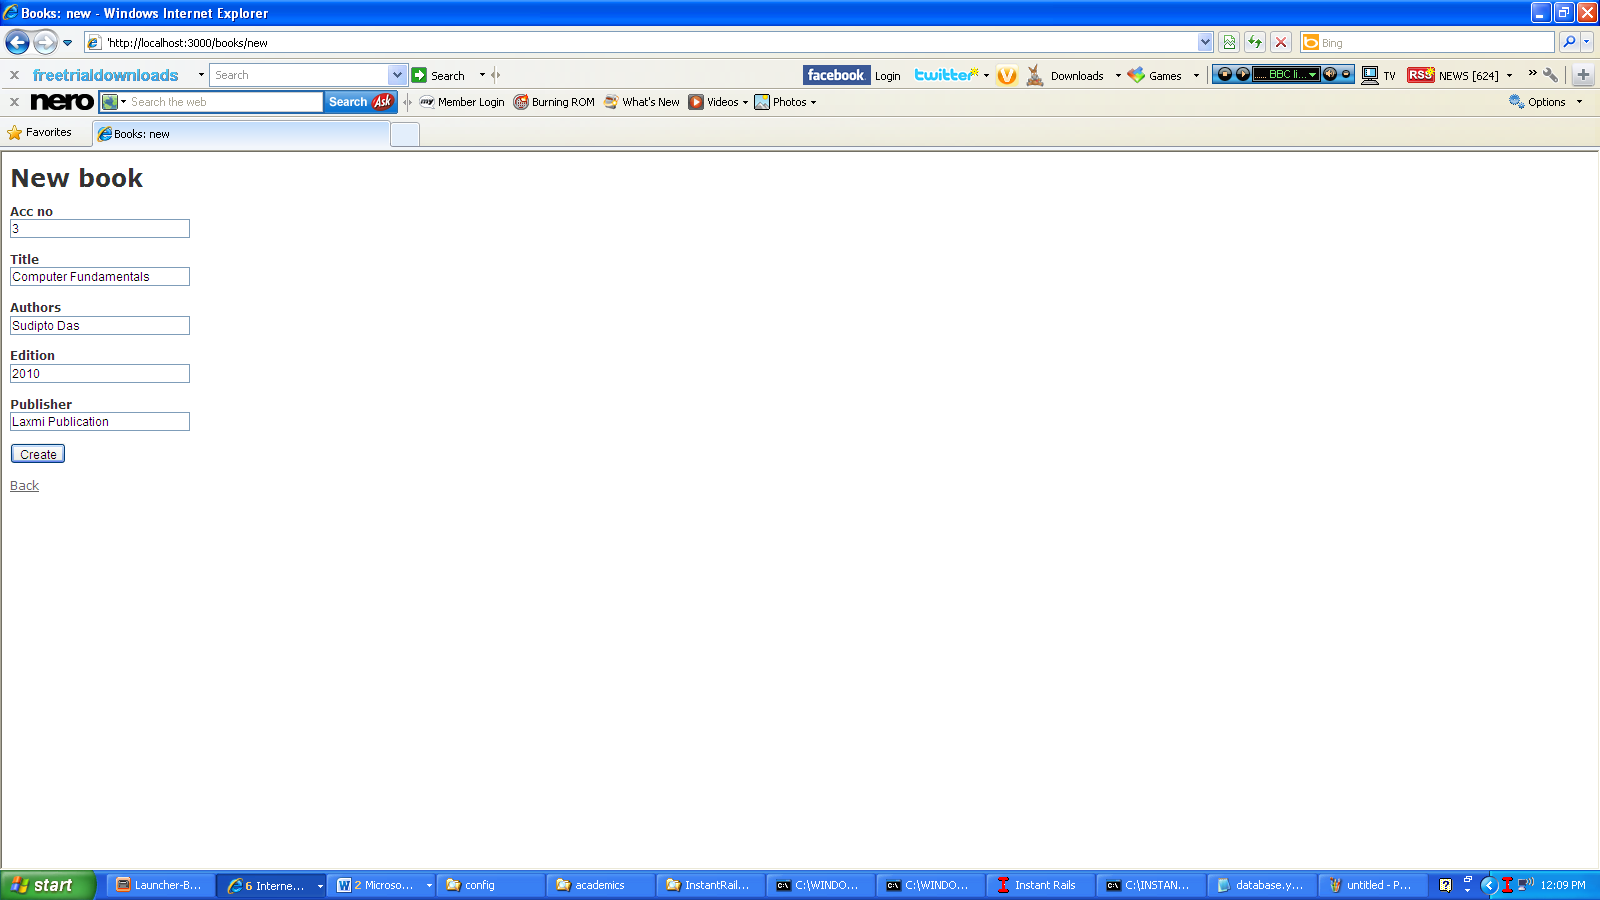 Books: new - Windows Internet Explorer
'http://localhost:3000/books/new
Bing
x freetrialdownloads Search Search facebook Login twitter Downloads Games ..... BBC li... TV RSS NEWS [624] »
x nero Search the web Search Ask my Member Login Burning ROM What's New Videos Photos Options
Favorites Books: new
New book
Acc no
3
Title
Computer Fundamentals
Authors
Sudipto Das
Edition
2010
Publisher
Laxmi Publication
Create
Back
start Launcher-B... 6 Interne... 2 Microso... config academics InstantRail... C:\WINDO... C:\WINDO... Instant Rails C:\INSTAN... database.y... untitled - P... 12:09 PM